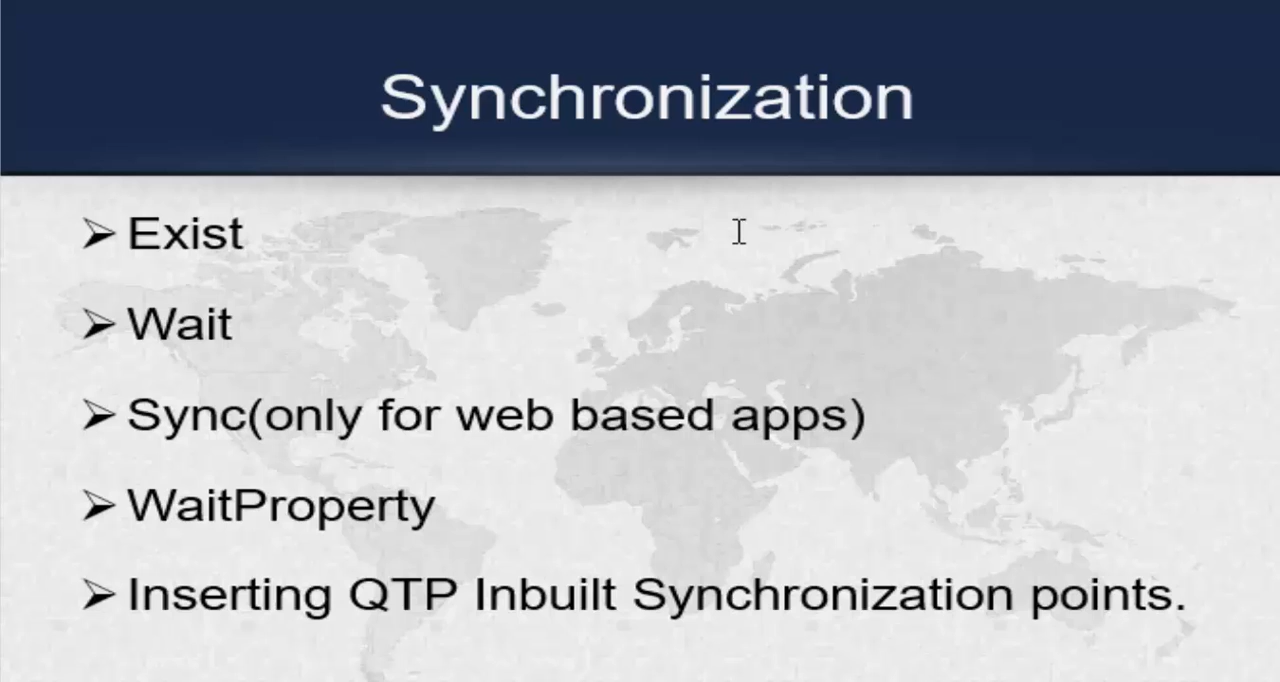 Synchronization
➢ Exist
➢ Wait
➢ Sync(only for web based apps)
➢ WaitProperty
➢ Inserting QTP Inbuilt Synchronization points.